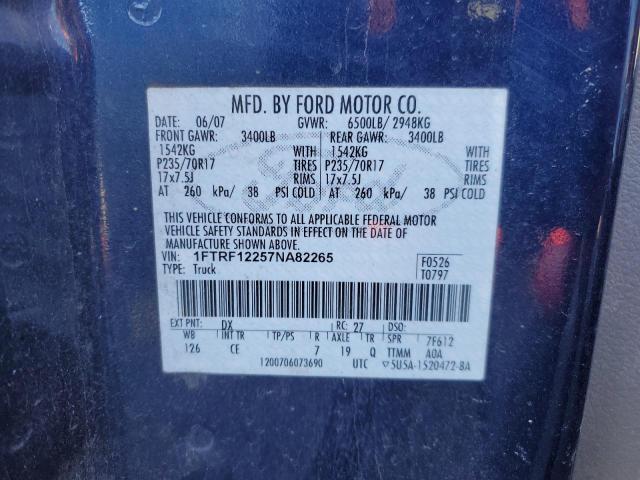 MFD. BY FORD MOTOR CO.
DATE: 06/07 GVWR: 6500LB/ 2948KG
FRONT GAWR: 3400LB REAR GAWR: 3400LB
1542KG WITH 1542KG WITH
P235/70R17 TIRES P235/70R17 TIRES
17x7.5J RIMS 17x7.5J RIMS
AT 260 kPa/ 38 PSI COLD AT 260 kPa/ 38 PSI COLD
THIS VEHICLE CONFORMS TO ALL APPLICABLE FEDERAL MOTOR
VEHICLE SAFETY STANDARDS IN EFFECT ON THE DATE OF
MANUFACTURE SHOWN ABOVE.
VIN: 1FTRF12257NA82265 F0526
TYPE: Truck T0797
EXT PNT: DX RC: 27 DSO:
WB INT TR TP/PS R AXLE TR SPR 7F612
126 CE 7 19 Q TTMM A0A
1200706073690 UTC ▽5U5A-1520472-BA